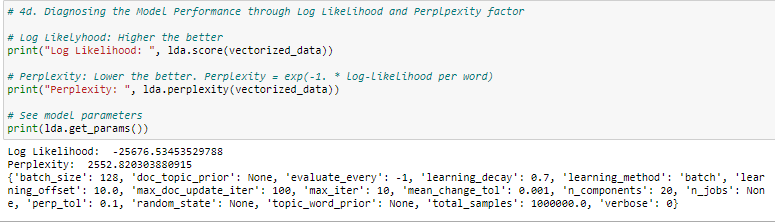 # 4d. Diagnosing the Model Performance through Log Likelihood and Perplpexity factor
# Log Likelyhood: Higher the better
print("Log Likelihood: ", lda.score(vectorized_data))
# Perplexity: Lower the better. Perplexity = exp(-1. * log-likelihood per word)
print("Perplexity: ", lda.perplexity(vectorized_data))
# See model parameters
print(lda.get_params())
Log Likelihood:  -25676.53453529788
Perplexity:  2552.820303880915
{'batch_size': 128, 'doc_topic_prior': None, 'evaluate_every': -1, 'learning_decay': 0.7, 'learning_method': 'batch', 'lear
ning_offset': 10.0, 'max_doc_update_iter': 100, 'max_iter': 10, 'mean_change_tol': 0.001, 'n_components': 20, 'n_jobs': Non
e, 'perp_tol': 0.1, 'random_state': None, 'topic_word_prior': None, 'total_samples': 1000000.0, 'verbose': 0}